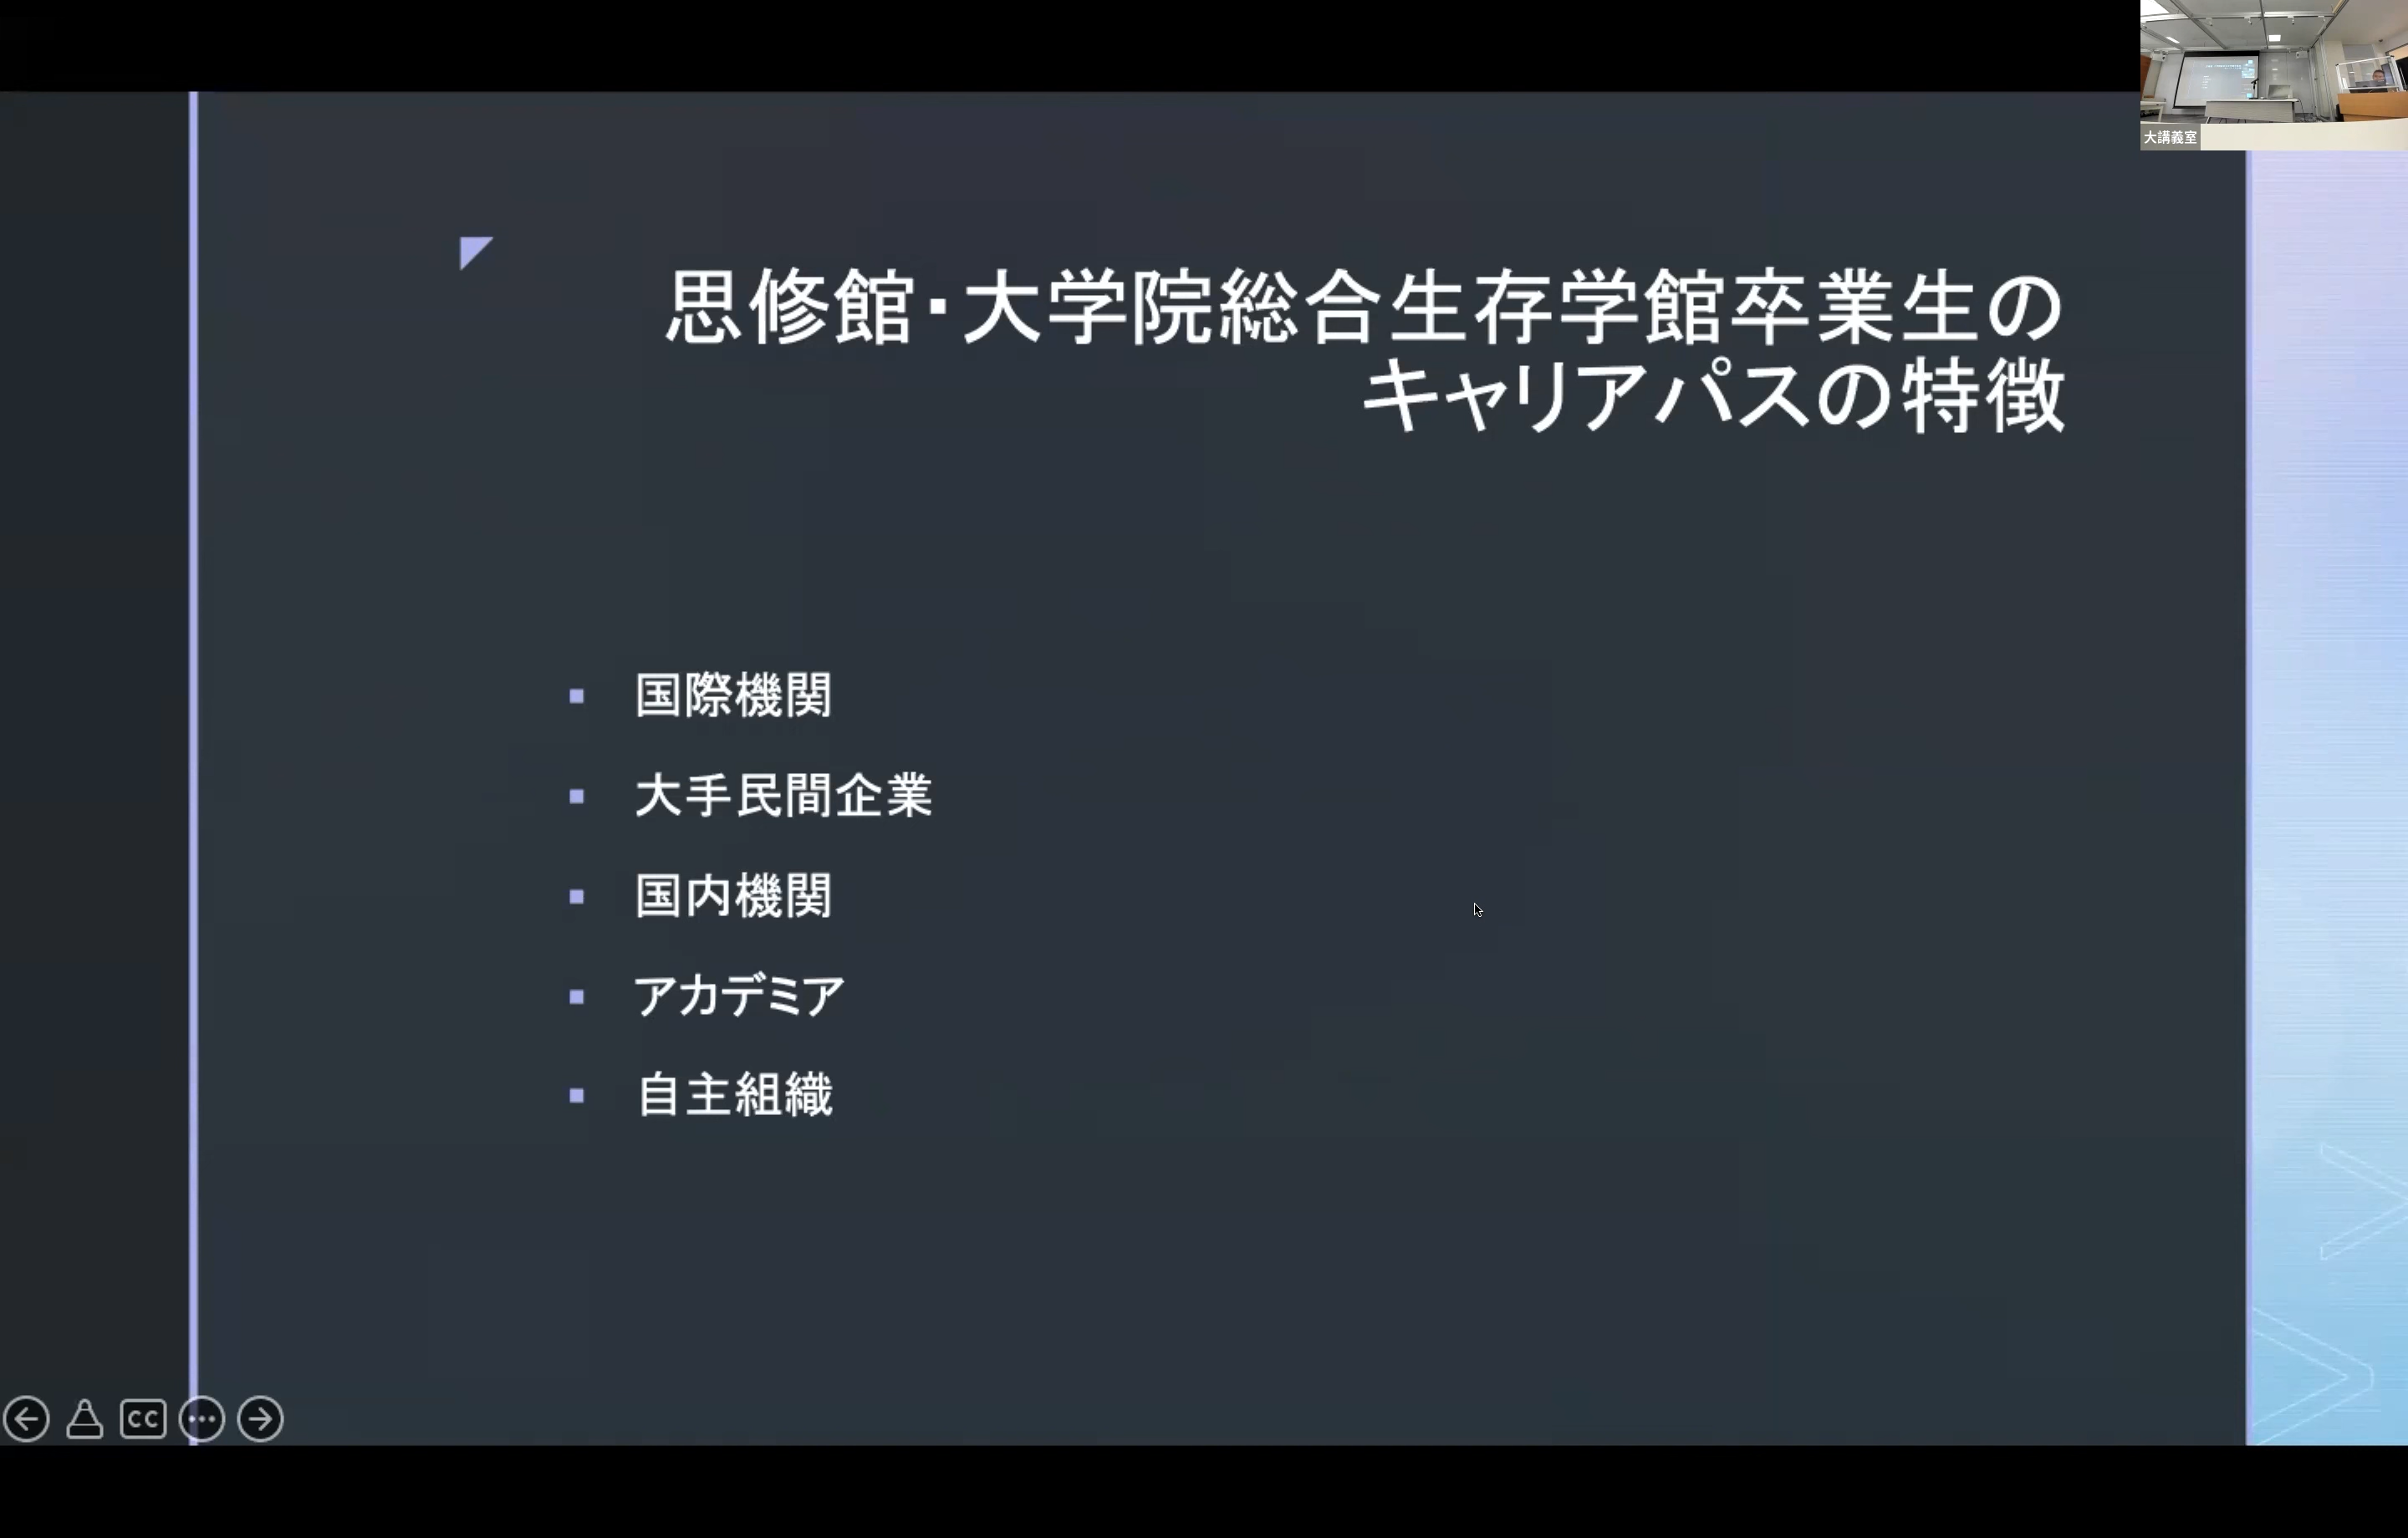 大講義室
思修館・大学院総合生存学館卒業生の
キャリアパスの特徴
国際機関
大手民間企業
国内機関
アカデミア
自主組織
CC